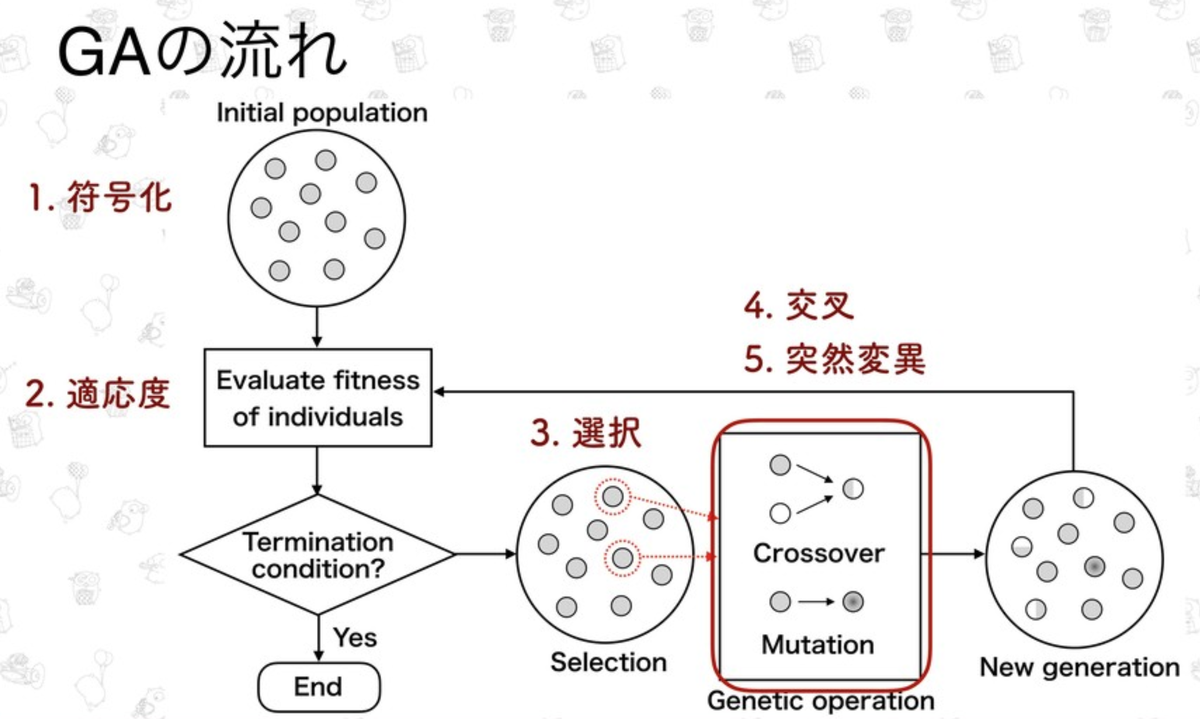 GAの流れ
Initial population
1. 符号化
2. 適応度
Evaluate fitness
of individuals
Termination
condition?
Yes
End
3. 選択
Selection
4. 交叉
5. 突然変異
Crossover
Mutation
Genetic operation
New generation